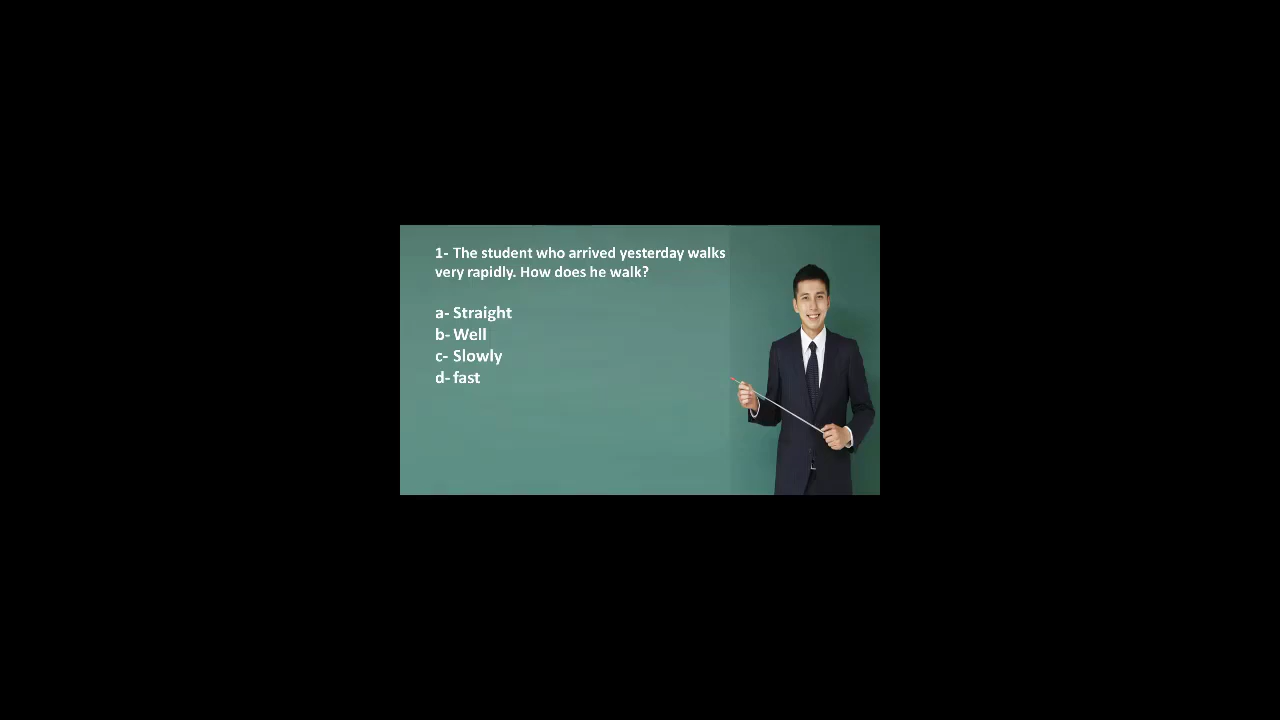 1- The student who arrived yesterday walks
very rapidly. How does he walk?
a- Straight
b- Well
c- Slowly
d- fast